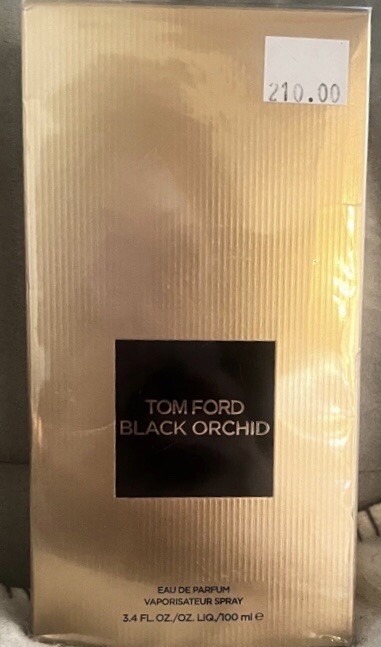 210.00
TOM FORD
BLACK ORCHID
EAU DE PARFUM
VAPORISATEUR SPRAY
3.4 FL. OZ./OZ. LIQ./100 ml ℮